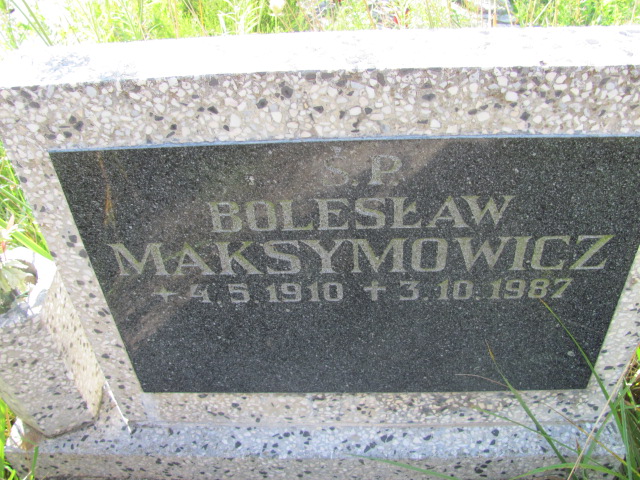 Ś.P.
BOLESŁAW
MAKSYMOWICZ
+ 4.5.1910 + 3.10.1987